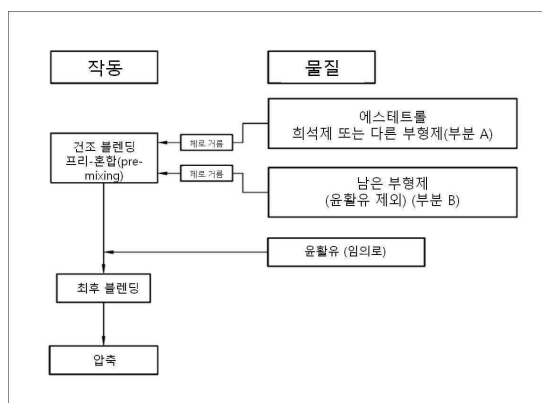 작동
물질
에스테트롤
희석제 또는 다른 부형제(부분 A)
체로 거름
건조 블렌딩
프리-혼합(pre-
mixing)
체로 거름
남은 부형제
(윤활유 제외) (부분 B)
윤활유 (임의로)
최후 블렌딩
압축